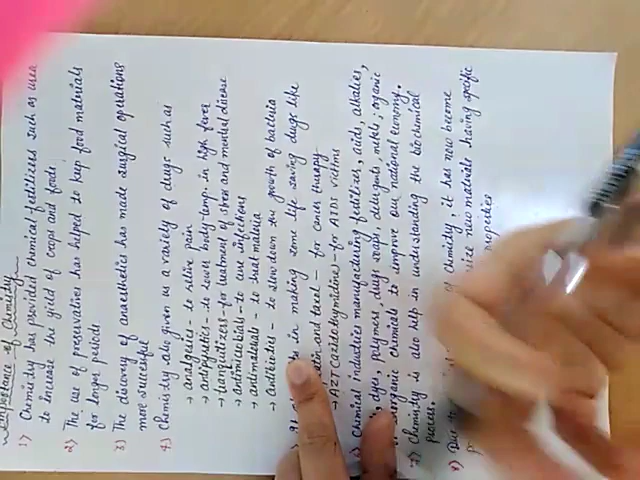 Importance of Chemistry
1) Chemistry has provided chemical fertilizers such as urea
to increase the yield of crops and foods
2) The use of preservatives has helped to keep food materials
for longer periods
3) The discovery of anaesthetics has made surgical operations
more successful
4) Chemistry also given us a variety of drugs such as
→ analgesics - to relive pain
→ antipyretics - to lower body temp. in high fever
→ tranquilizers - for treatment of stress and mental disease
→ antimicrobials - to cure infections
→ antimalarials - to treat malaria
→ antibiotics - to slow down the growth of bacteria
in making some life saving drugs like
and taxol - for cancer therapy
→ AZT (azidothymidine) - for AIDS victims
Chemical industries manufacturing fertilizers, acids, alkalies,
dyes, polymers, drugs, soaps, detergents, metals, organic
inorganic chemicals to improve our national economy.
7) Chemistry is also help in understanding the biochemical
process.
8) Due to of chemistry, it has now become
new materials having specific
properties